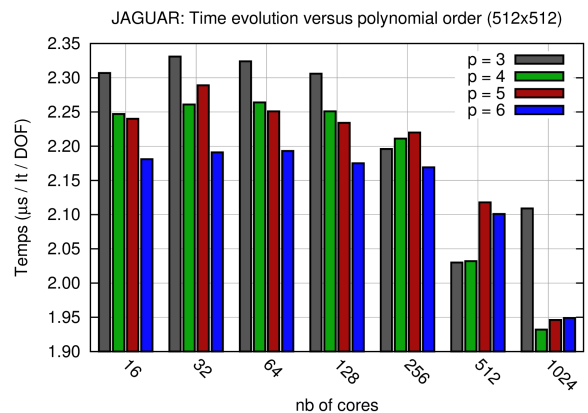 JAGUAR: Time evolution versus polynomial order (512x512)
2.35
2.30
2.25
2.20
2.15
2.10
2.05
2.00
1.95
1.90
Temps (µs / It / DOF)
p = 3
p = 4
p = 5
p = 6
16 32 64 128 256 512 1024
nb of cores